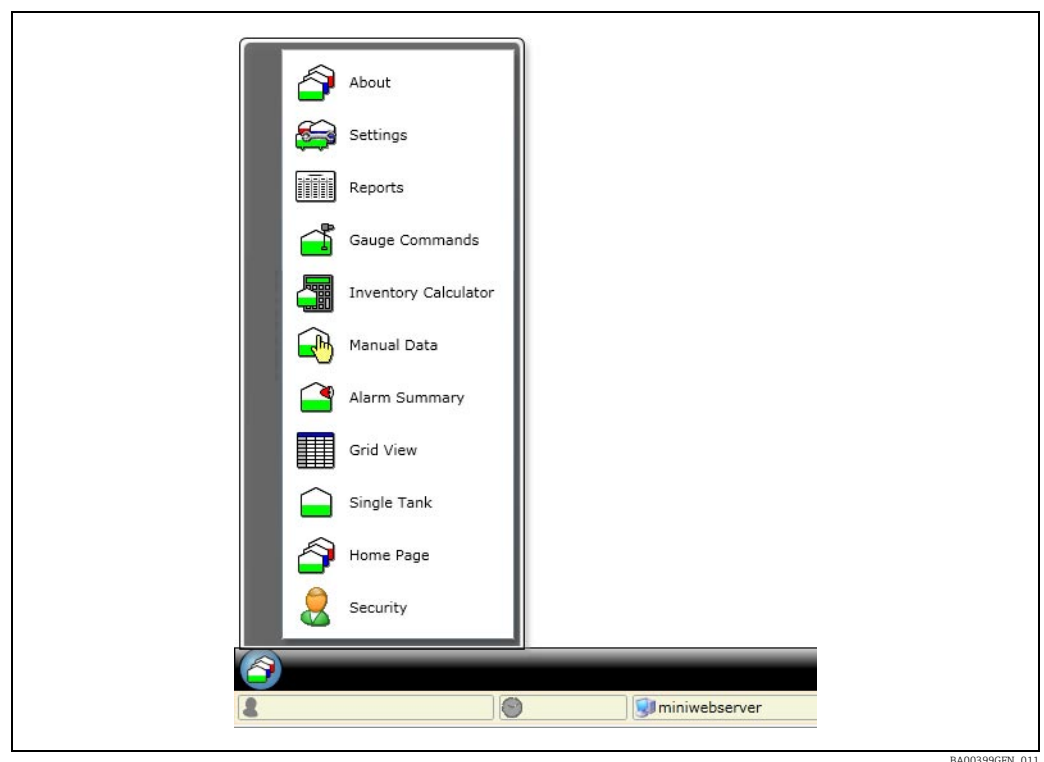 About
Settings
Reports
Gauge Commands
Inventory Calculator
Manual Data
Alarm Summary
Grid View
Single Tank
Home Page
Security
miniwebserver
BA00399GEN_011